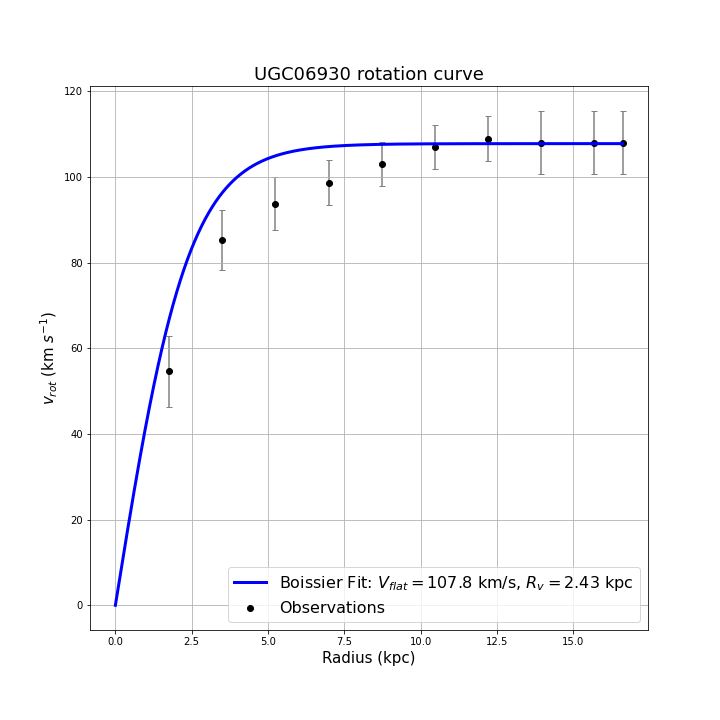 UGC06930 rotation curve
120
100
80
60
40
20
0
v_rot (km s⁻¹)
0.0 2.5 5.0 7.5 10.0 12.5 15.0
Radius (kpc)
Boissier Fit: V_flat = 107.8 km/s, R_v = 2.43 kpc
Observations